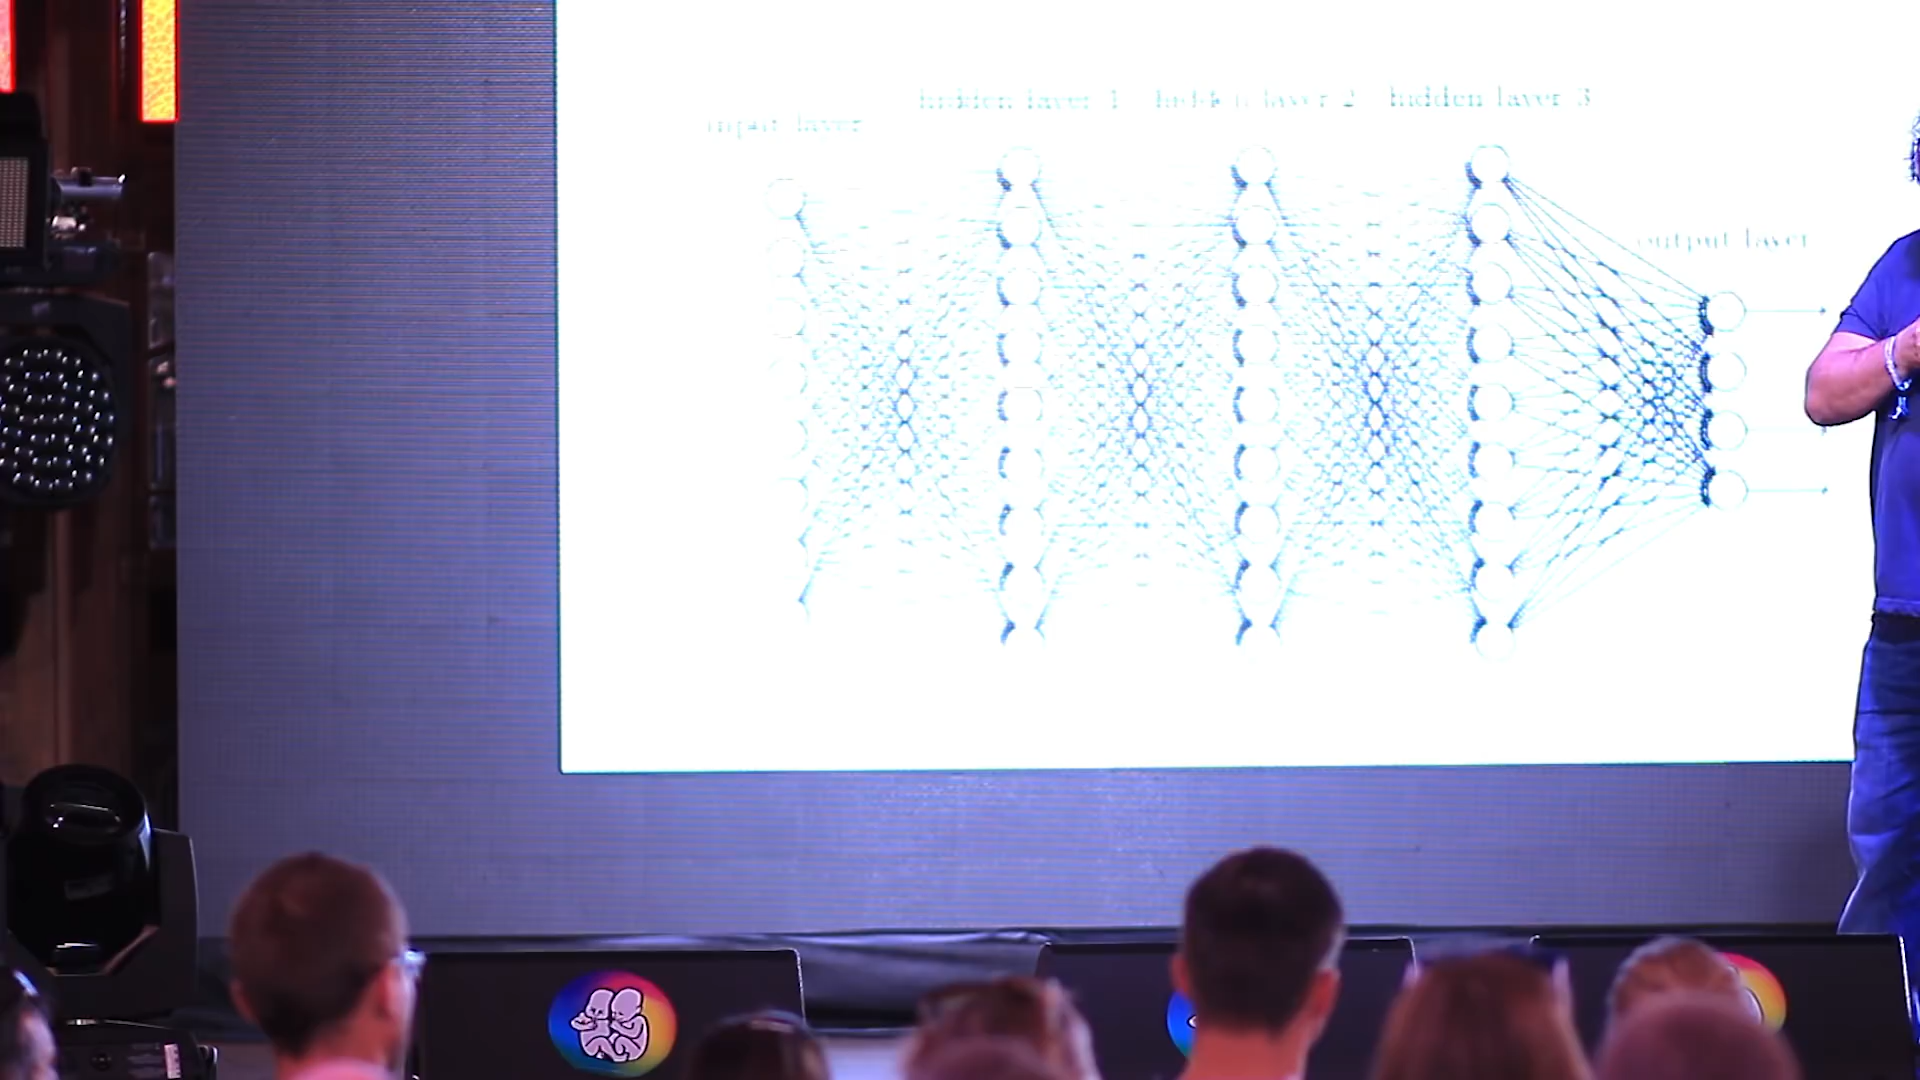 hidden layer 1 hidden layer 2 hidden layer 3
input layer
output layer